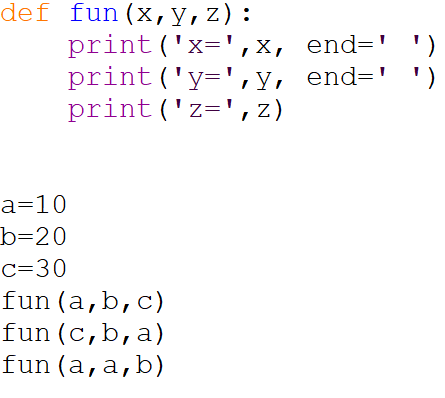 def fun(x,y,z):
    print('x=',x, end=' ')
    print('y=',y, end=' ')
    print('z=',z)
a=10
b=20
c=30
fun(a,b,c)
fun(c,b,a)
fun(a,a,b)